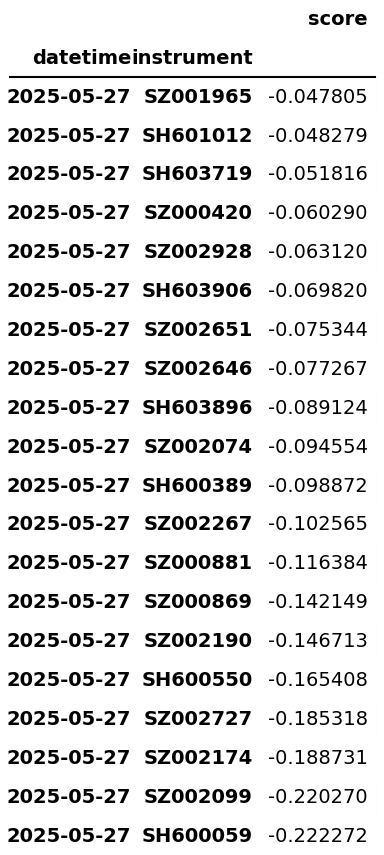 score
datetime instrument
2025-05-27 SZ001965 -0.047805
2025-05-27 SH601012 -0.048279
2025-05-27 SH603719 -0.051816
2025-05-27 SZ000420 -0.060290
2025-05-27 SZ002928 -0.063120
2025-05-27 SH603906 -0.069820
2025-05-27 SZ002651 -0.075344
2025-05-27 SZ002646 -0.077267
2025-05-27 SH603896 -0.089124
2025-05-27 SZ002074 -0.094554
2025-05-27 SH600389 -0.098872
2025-05-27 SZ002267 -0.102565
2025-05-27 SZ000881 -0.116384
2025-05-27 SZ000869 -0.142149
2025-05-27 SZ002190 -0.146713
2025-05-27 SH600550 -0.165408
2025-05-27 SZ002727 -0.185318
2025-05-27 SZ002174 -0.188731
2025-05-27 SZ002099 -0.220270
2025-05-27 SH600059 -0.222272